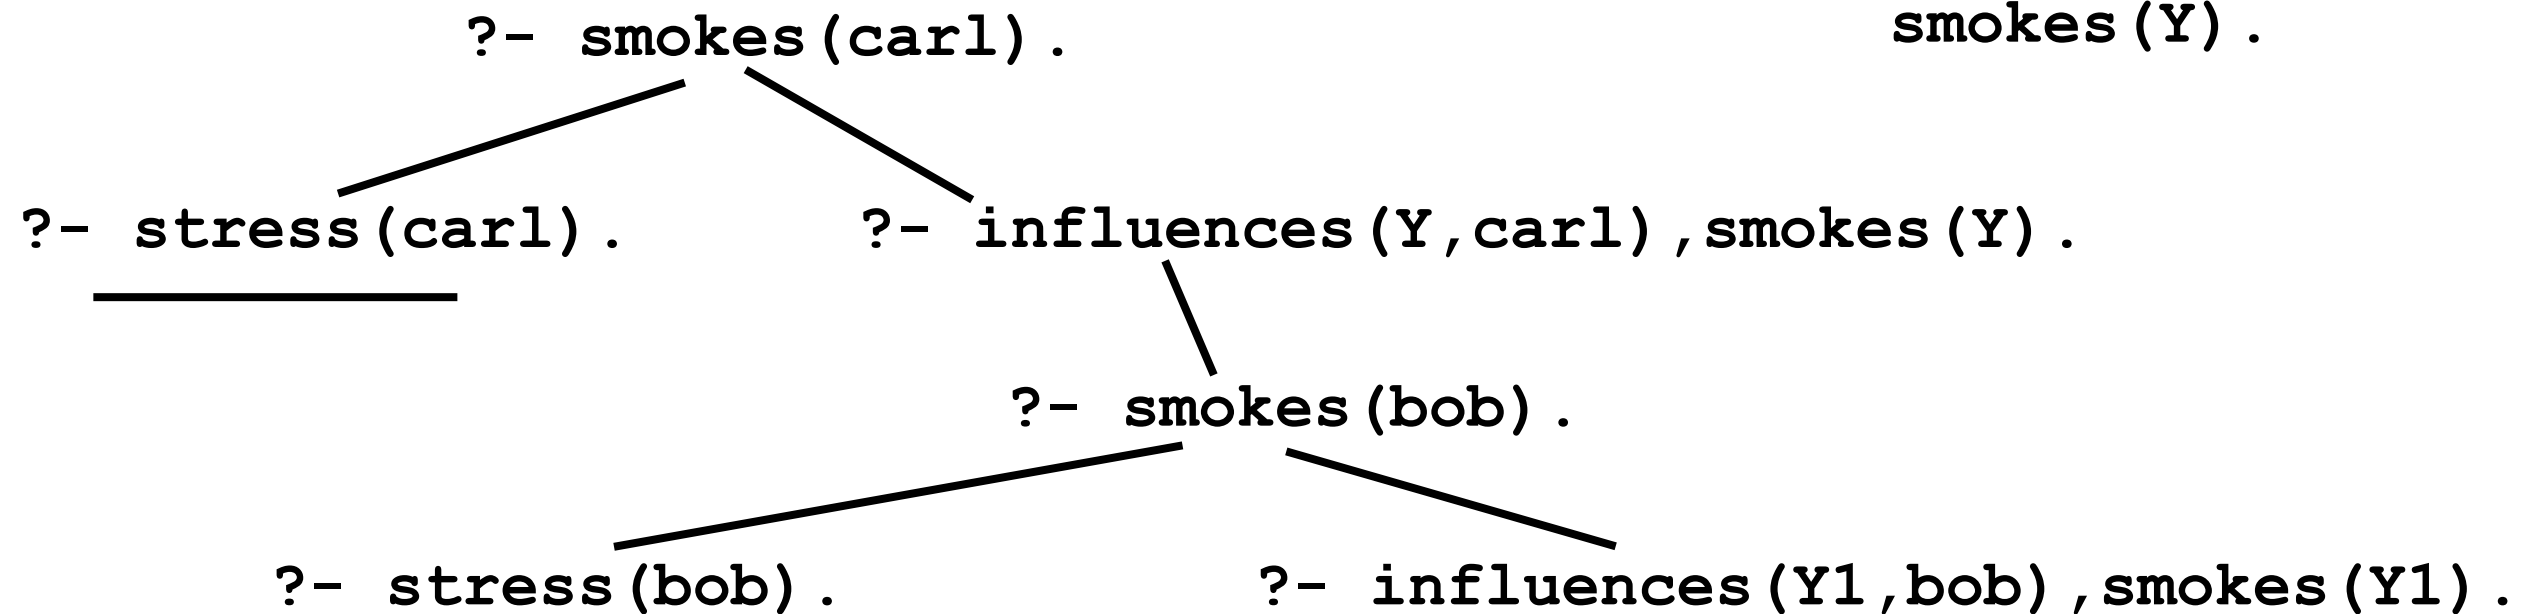 ?- smokes(carl).
smokes(Y).
?- stress(carl).
?- influences(Y,carl),smokes(Y).
?- smokes(bob).
?- stress(bob).
?- influences(Y1,bob),smokes(Y1).